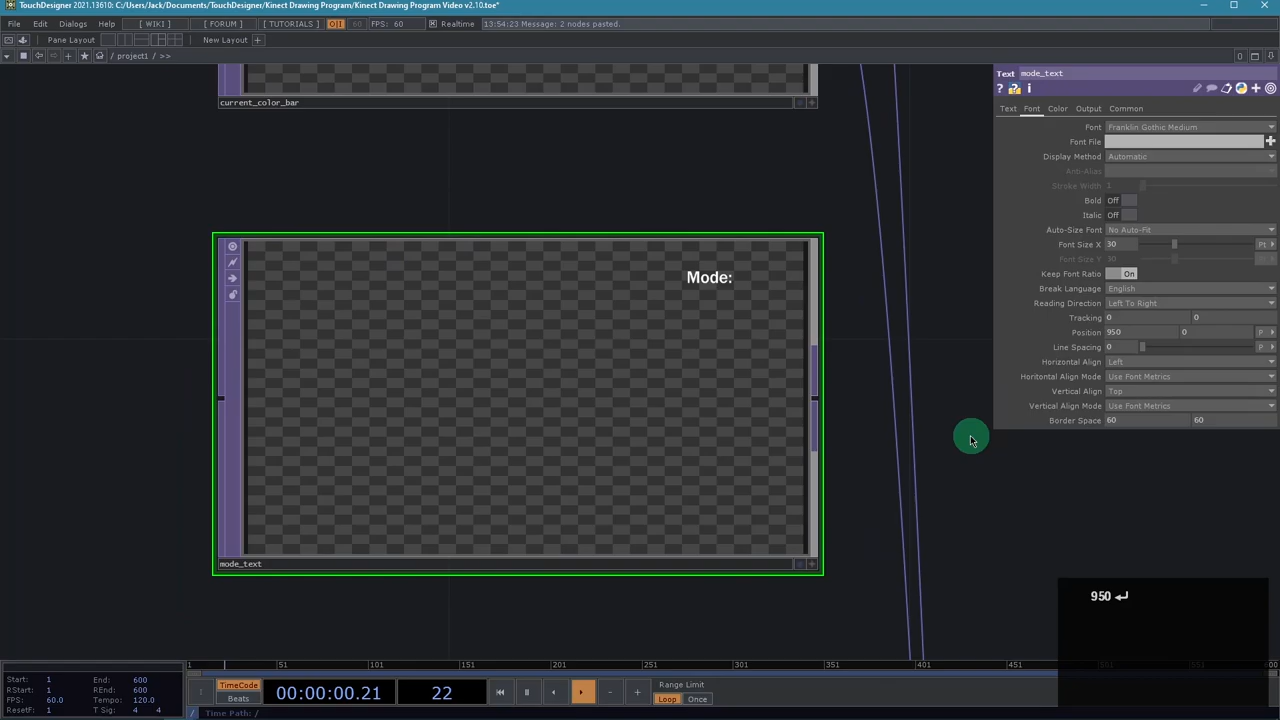 TouchDesigner 2021.13610: C:/Users/Jack/Documents/TouchDesigner/Kinect Drawing Program/Kinect Drawing Program Video v2.10.toe*
File Edit Dialogs Help [ WIKI ] [ FORUM ] [ TUTORIALS ] O|I 60 FPS: 60 Realtime 13:54:23 Message: 2 nodes pasted.
Pane Layout New Layout +
/ project1 / >>
Text mode_text
? ? i
Text Font Color Output Common
Font Franklin Gothic Medium
Font File
Display Method Automatic
Anti-Alias
Stroke Width 1
Bold Off
Italic Off
Auto-Size Font No Auto-Fit
Font Size X 30 Pt
Font Size Y 30
Keep Font Ratio On
Break Language English
Reading Direction Left To Right
Tracking 0 0
Position 950 0 P
Line Spacing 0 P
Horizontal Align Left
Horitontal Align Mode Use Font Metrics
Vertical Align Top
Vertical Align Mode Use Font Metrics
Border Space 60 60
current_color_bar
Mode:
mode_text
950 ↵
1 51 101 151 201 251 301 351 401 451 501 551 600
Start: 1 End: 600
RStart: 1 REnd: 600
FPS: 60.0 Tempo: 120.0
ResetF: 1 T Sig: 4 4
TimeCode
Beats
00:00:00.21 22
Range Limit
Loop Once
/ Time Path: /